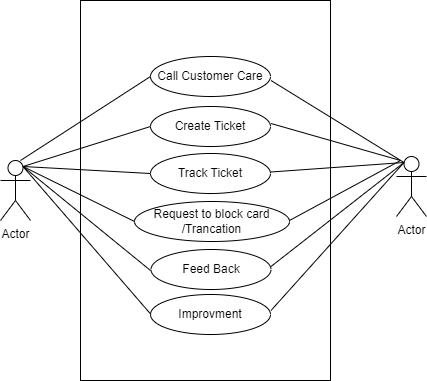 Call Customer Care
Create Ticket
Track Ticket
Request to block card
/Trancation
Actor
Actor
Feed Back
Improvment